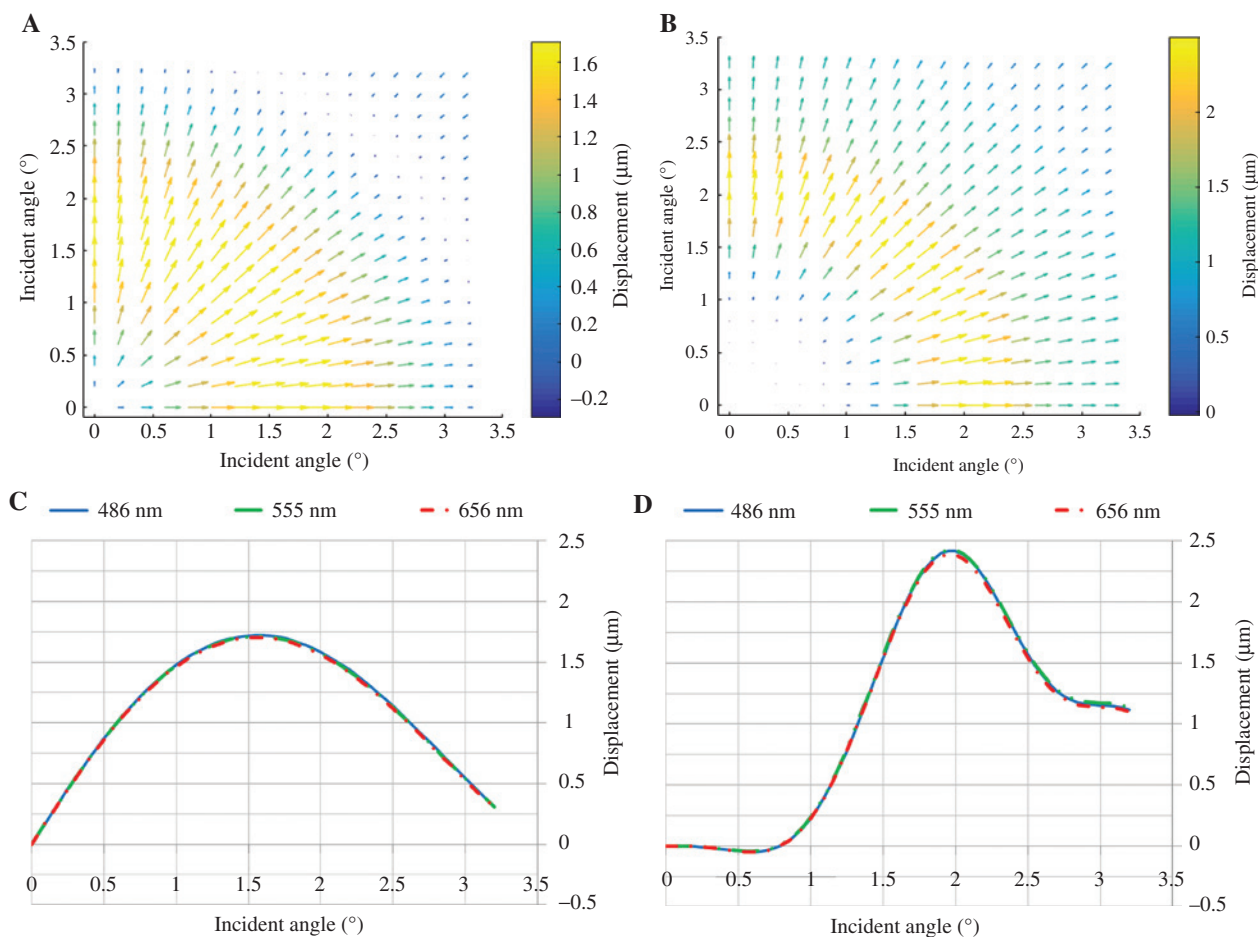 A
3.5
3
2.5
2
1.5
1
0.5
0
Incident angle (°)
0 0.5 1 1.5 2 2.5 3 3.5
Incident angle (°)
1.6
1.4
1.2
1
0.8
0.6
0.4
0.2
0
–0.2
Displacement (μm)
B
3.5
3
2.5
2
1.5
1
0.5
0
Incident angle (°)
0 0.5 1 1.5 2 2.5 3 3.5
Incident angle (°)
2
1.5
1
0.5
0
Displacement (μm)
C
486 nm 555 nm 656 nm
2.5
2
1.5
1
0.5
0
–0.5
Displacement (μm)
0 0.5 1 1.5 2 2.5 3 3.5
Incident angle (°)
D
486 nm 555 nm 656 nm
2.5
2
1.5
1
0.5
0
–0.5
Displacement (μm)
0 0.5 1 1.5 2 2.5 3 3.5
Incident angle (°)